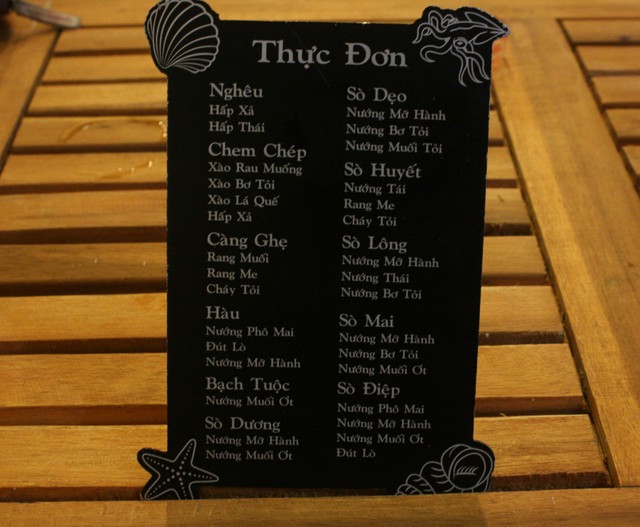 Thực Đơn
Nghêu
Hấp Xả
Hấp Thái
Chem Chép
Xào Rau Muống
Xào Bơ Tỏi
Xào Lá Quế
Hấp Xả
Càng Ghẹ
Rang Muối
Rang Me
Cháy Tỏi
Hàu
Nướng Phô Mai
Đút Lò
Nướng Mỡ Hành
Bạch Tuộc
Nướng Muối Ớt
Sò Dương
Nướng Mỡ Hành
Nướng Muối Ớt
Sò Dẹo
Nướng Mỡ Hành
Nướng Bơ Tỏi
Nướng Muối Tỏi
Sò Huyết
Nướng Tái
Rang Me
Cháy Tỏi
Sò Lông
Nướng Mỡ Hành
Nướng Thái
Nướng Bơ Tỏi
Sò Mai
Nướng Mỡ Hành
Nướng Bơ Tỏi
Nướng Muối Ớt
Sò Điệp
Nướng Phô Mai
Nướng Mỡ Hành
Nướng Muối Ớt
Đút Lò